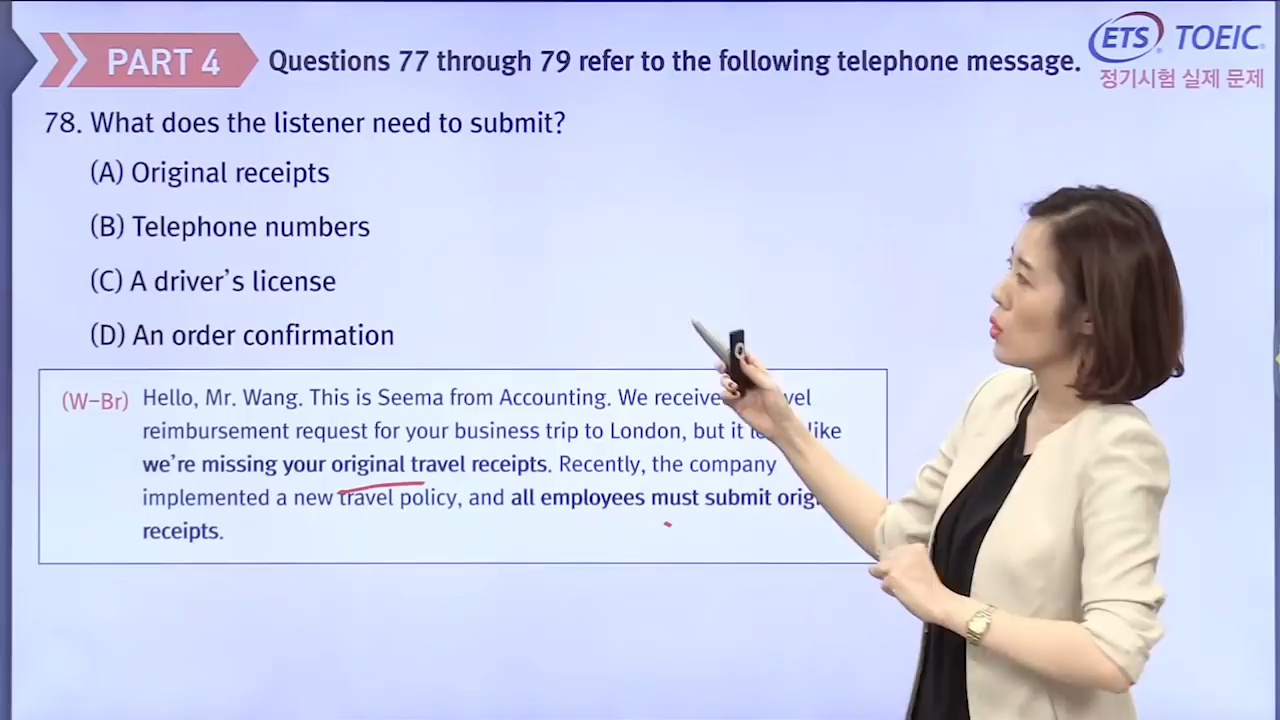 PART 4
Questions 77 through 79 refer to the following telephone message.
ETS TOEIC
정기시험 실제 문제
78. What does the listener need to submit?
(A) Original receipts
(B) Telephone numbers
(C) A driver's license
(D) An order confirmation
(W–Br) Hello, Mr. Wang. This is Seema from Accounting. We
reimbursement request for your business trip to London, but it like
we're missing your original travel receipts. Recently, the company
implemented a new travel policy, and all employees must submit
receipts.